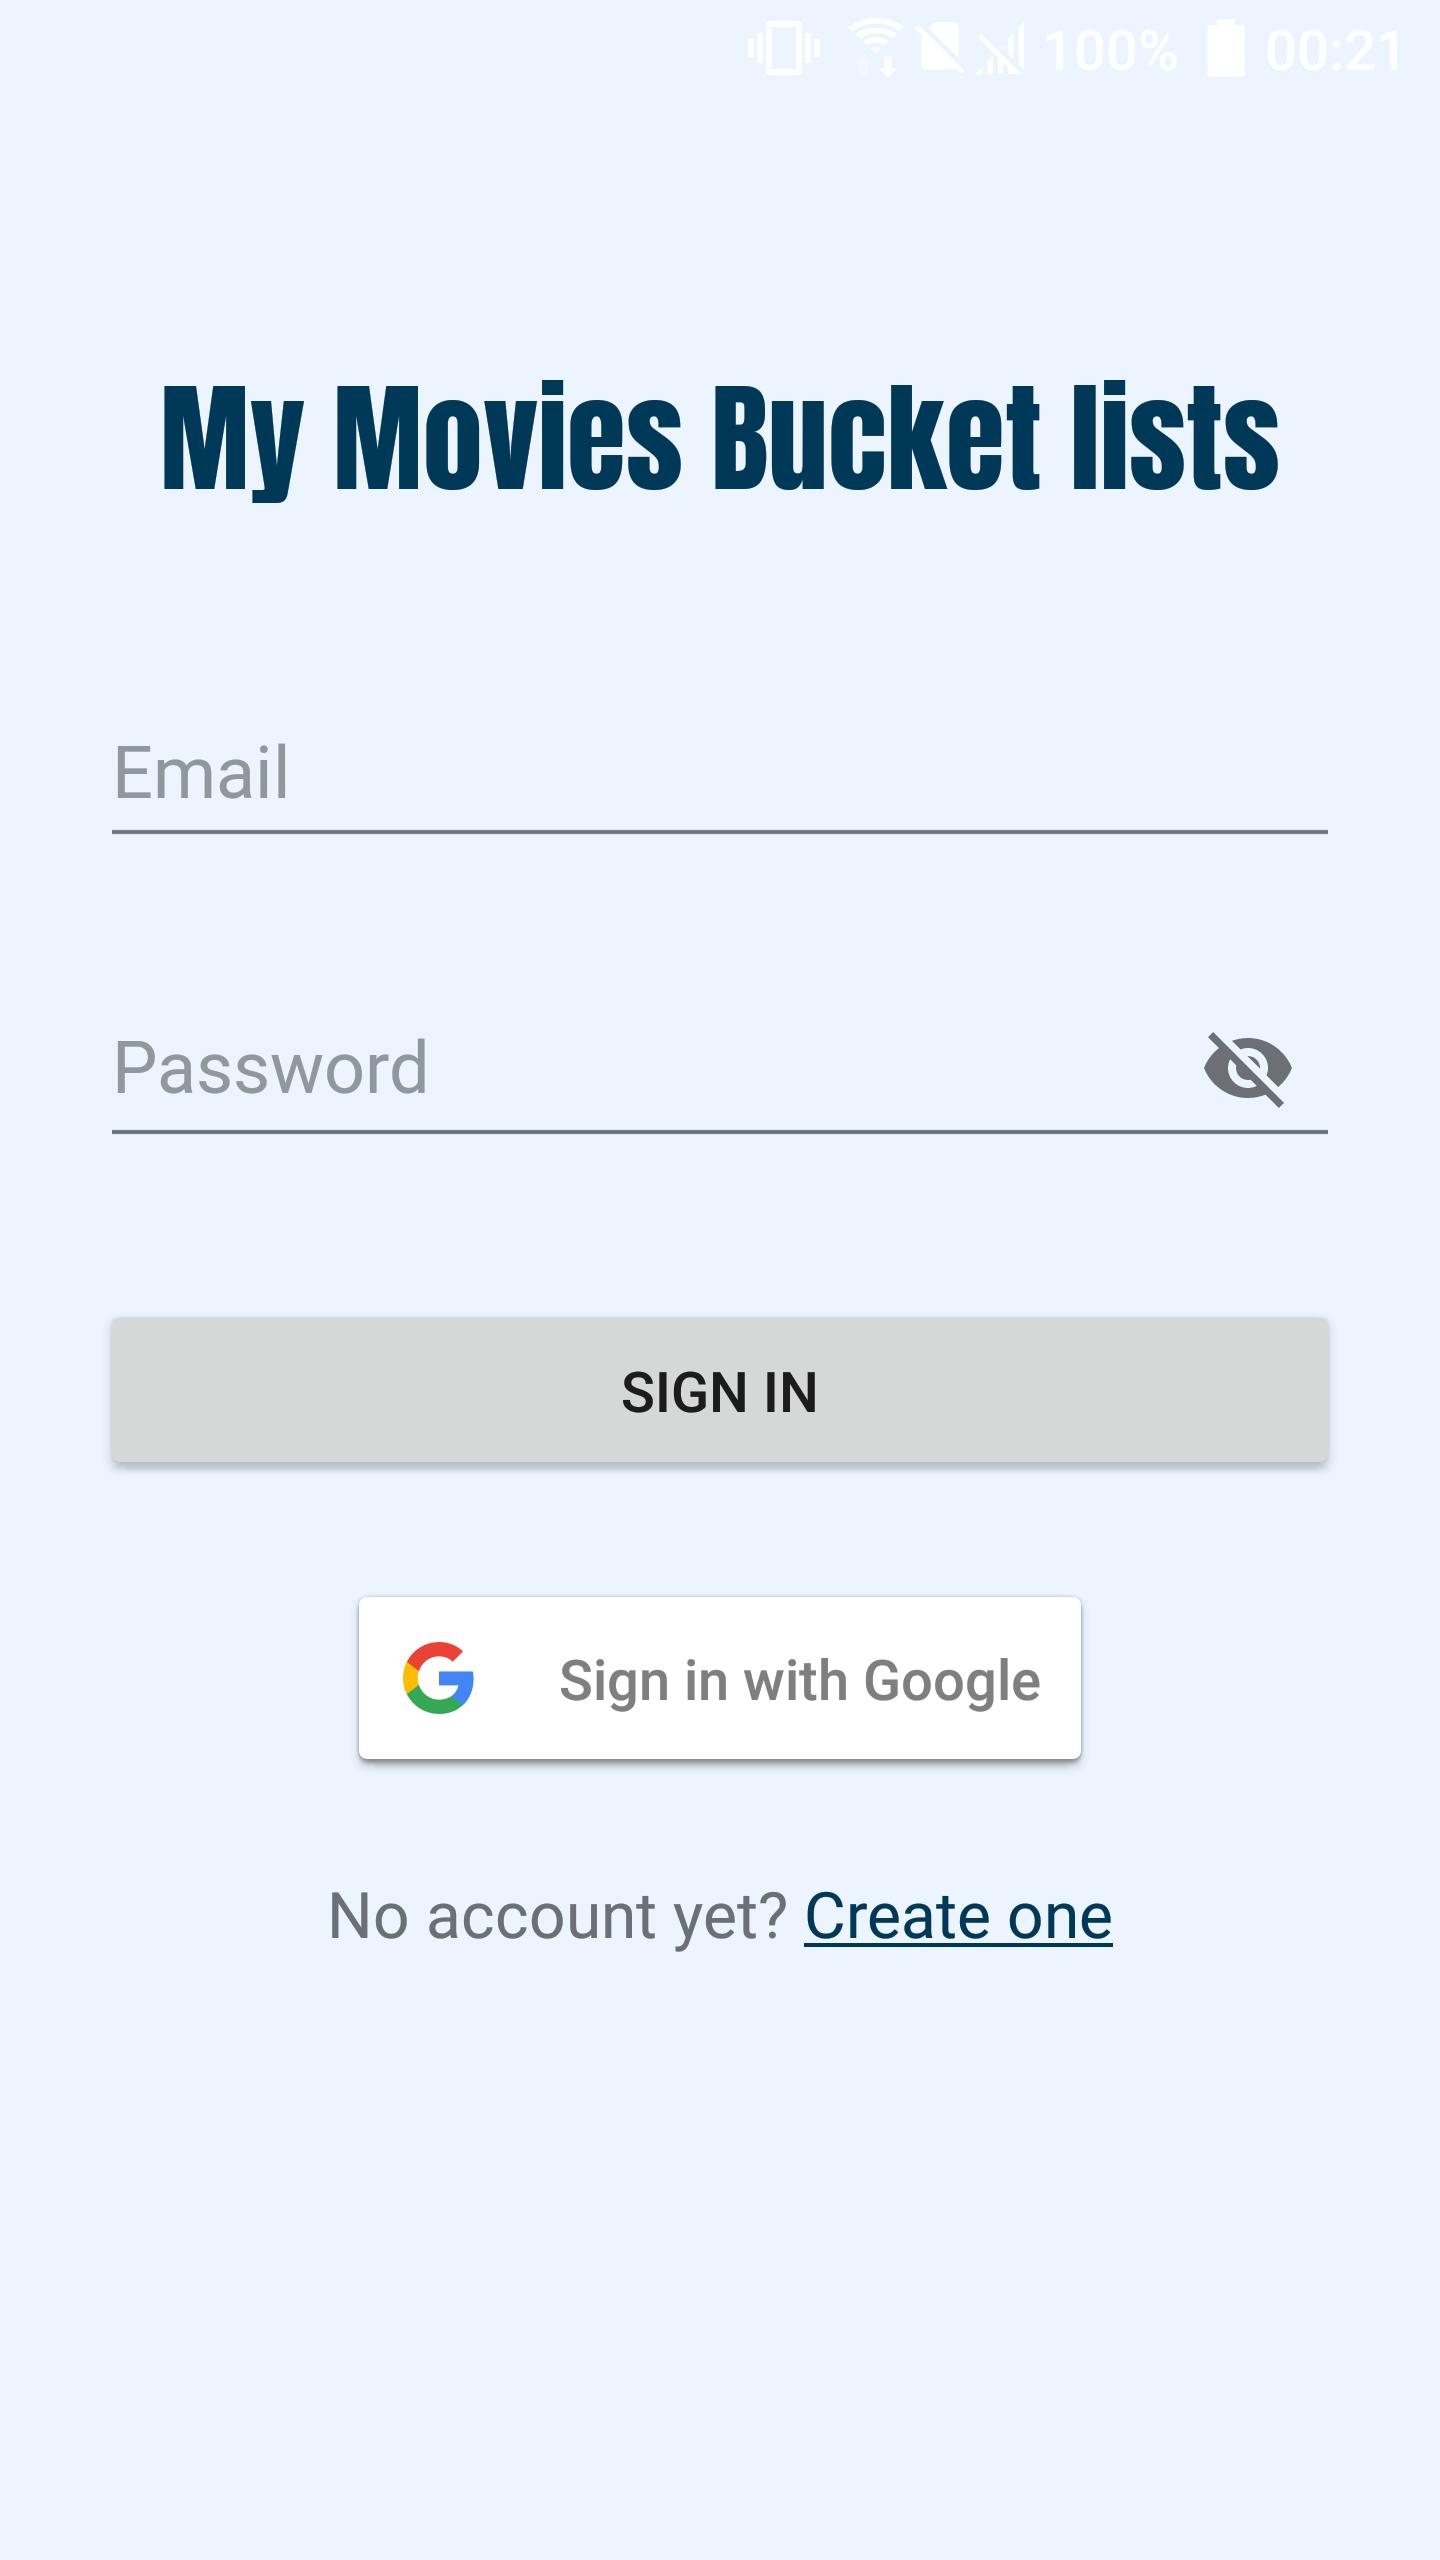 100% 00:21
My Movies Bucket lists
Email
Password
SIGN IN
Sign in with Google
No account yet? Create one